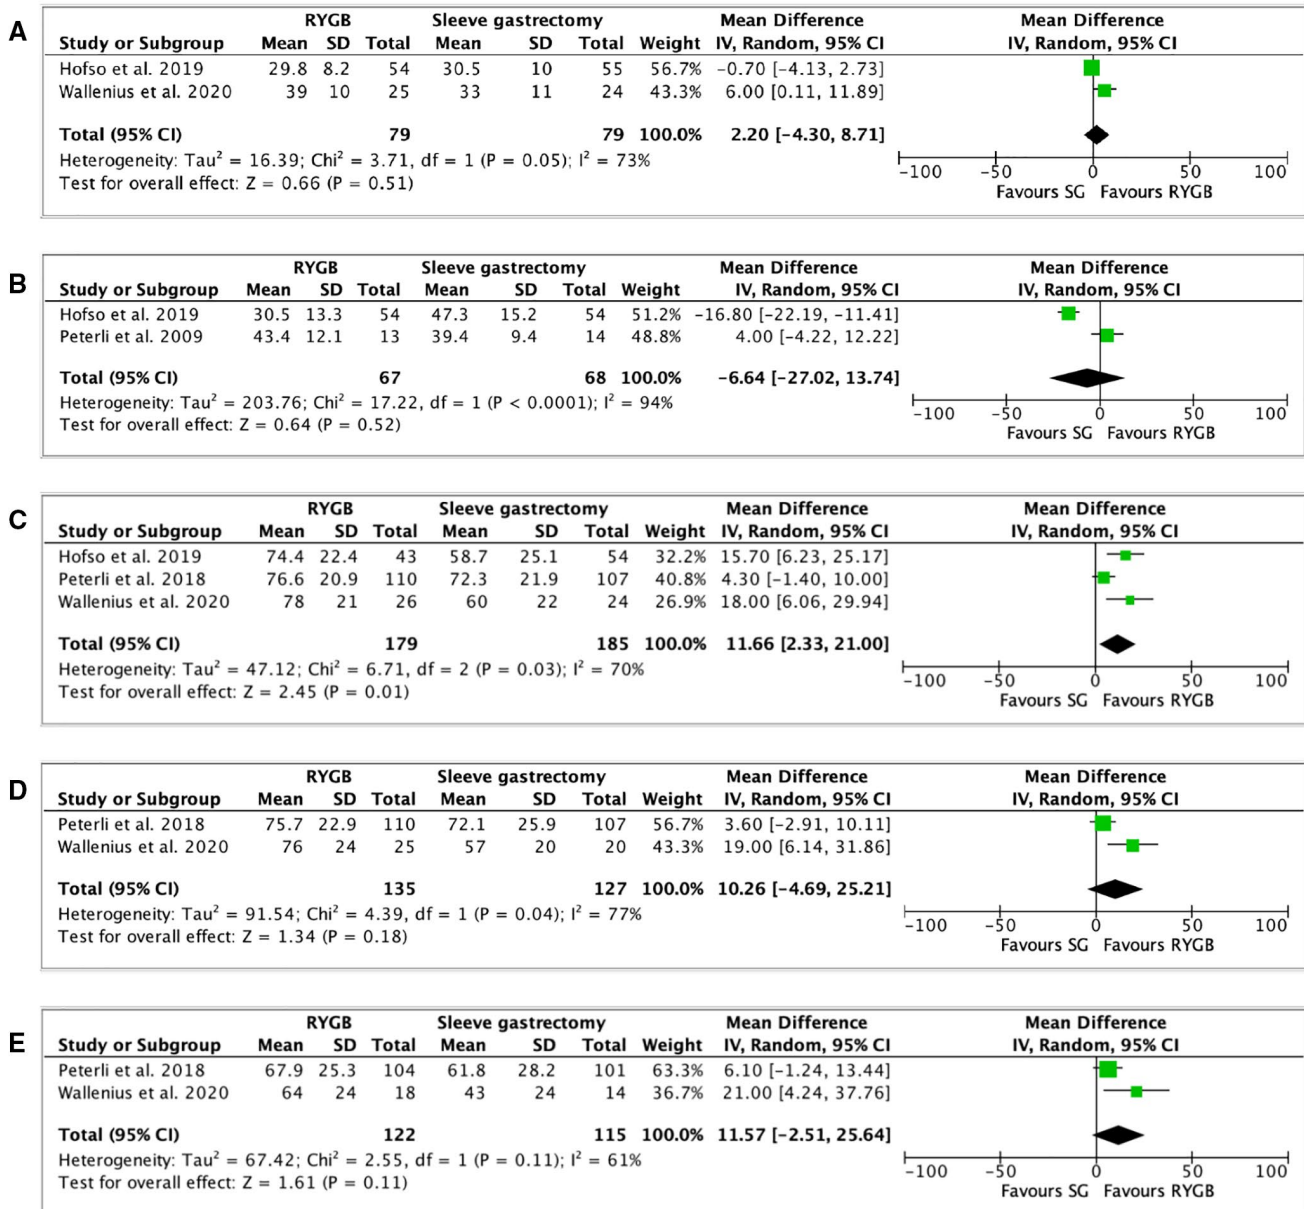 A
RYGB Sleeve gastrectomy Mean Difference Mean Difference
Study or Subgroup Mean SD Total Mean SD Total Weight IV, Random, 95% CI IV, Random, 95% CI
Hofso et al. 2019 29.8 8.2 54 30.5 10 55 56.7% -0.70 [-4.13, 2.73]
Wallenius et al. 2020 39 10 25 33 11 24 43.3% 6.00 [0.11, 11.89]
Total (95% CI) 79 79 100.0% 2.20 [-4.30, 8.71]
Heterogeneity: Tau² = 16.39; Chi² = 3.71, df = 1 (P = 0.05); I² = 73%
Test for overall effect: Z = 0.66 (P = 0.51)
-100 -50 0 50 100
Favours SG Favours RYGB
B
RYGB Sleeve gastrectomy Mean Difference Mean Difference
Study or Subgroup Mean SD Total Mean SD Total Weight IV, Random, 95% CI IV, Random, 95% CI
Hofso et al. 2019 30.5 13.3 54 47.3 15.2 54 51.2% -16.80 [-22.19, -11.41]
Peterli et al. 2009 43.4 12.1 13 39.4 9.4 14 48.8% 4.00 [-4.22, 12.22]
Total (95% CI) 67 68 100.0% -6.64 [-27.02, 13.74]
Heterogeneity: Tau² = 203.76; Chi² = 17.22, df = 1 (P < 0.0001); I² = 94%
Test for overall effect: Z = 0.64 (P = 0.52)
-100 -50 0 50 100
Favours SG Favours RYGB
C
RYGB Sleeve gastrectomy Mean Difference Mean Difference
Study or Subgroup Mean SD Total Mean SD Total Weight IV, Random, 95% CI IV, Random, 95% CI
Hofso et al. 2019 74.4 22.4 43 58.7 25.1 54 32.2% 15.70 [6.23, 25.17]
Peterli et al. 2018 76.6 20.9 110 72.3 21.9 107 40.8% 4.30 [-1.40, 10.00]
Wallenius et al. 2020 78 21 26 60 22 24 26.9% 18.00 [6.06, 29.94]
Total (95% CI) 179 185 100.0% 11.66 [2.33, 21.00]
Heterogeneity: Tau² = 47.12; Chi² = 6.71, df = 2 (P = 0.03); I² = 70%
Test for overall effect: Z = 2.45 (P = 0.01)
-100 -50 0 50 100
Favours SG Favours RYGB
D
RYGB Sleeve gastrectomy Mean Difference Mean Difference
Study or Subgroup Mean SD Total Mean SD Total Weight IV, Random, 95% CI IV, Random, 95% CI
Peterli et al. 2018 75.7 22.9 110 72.1 25.9 107 56.7% 3.60 [-2.91, 10.11]
Wallenius et al. 2020 76 24 25 57 20 20 43.3% 19.00 [6.14, 31.86]
Total (95% CI) 135 127 100.0% 10.26 [-4.69, 25.21]
Heterogeneity: Tau² = 91.54; Chi² = 4.39, df = 1 (P = 0.04); I² = 77%
Test for overall effect: Z = 1.34 (P = 0.18)
-100 -50 0 50 100
Favours SG Favours RYGB
E
RYGB Sleeve gastrectomy Mean Difference Mean Difference
Study or Subgroup Mean SD Total Mean SD Total Weight IV, Random, 95% CI IV, Random, 95% CI
Peterli et al. 2018 67.9 25.3 104 61.8 28.2 101 63.3% 6.10 [-1.24, 13.44]
Wallenius et al. 2020 64 24 18 43 24 14 36.7% 21.00 [4.24, 37.76]
Total (95% CI) 122 115 100.0% 11.57 [-2.51, 25.64]
Heterogeneity: Tau² = 67.42; Chi² = 2.55, df = 1 (P = 0.11); I² = 61%
Test for overall effect: Z = 1.61 (P = 0.11)
-100 -50 0 50 100
Favours SG Favours RYGB